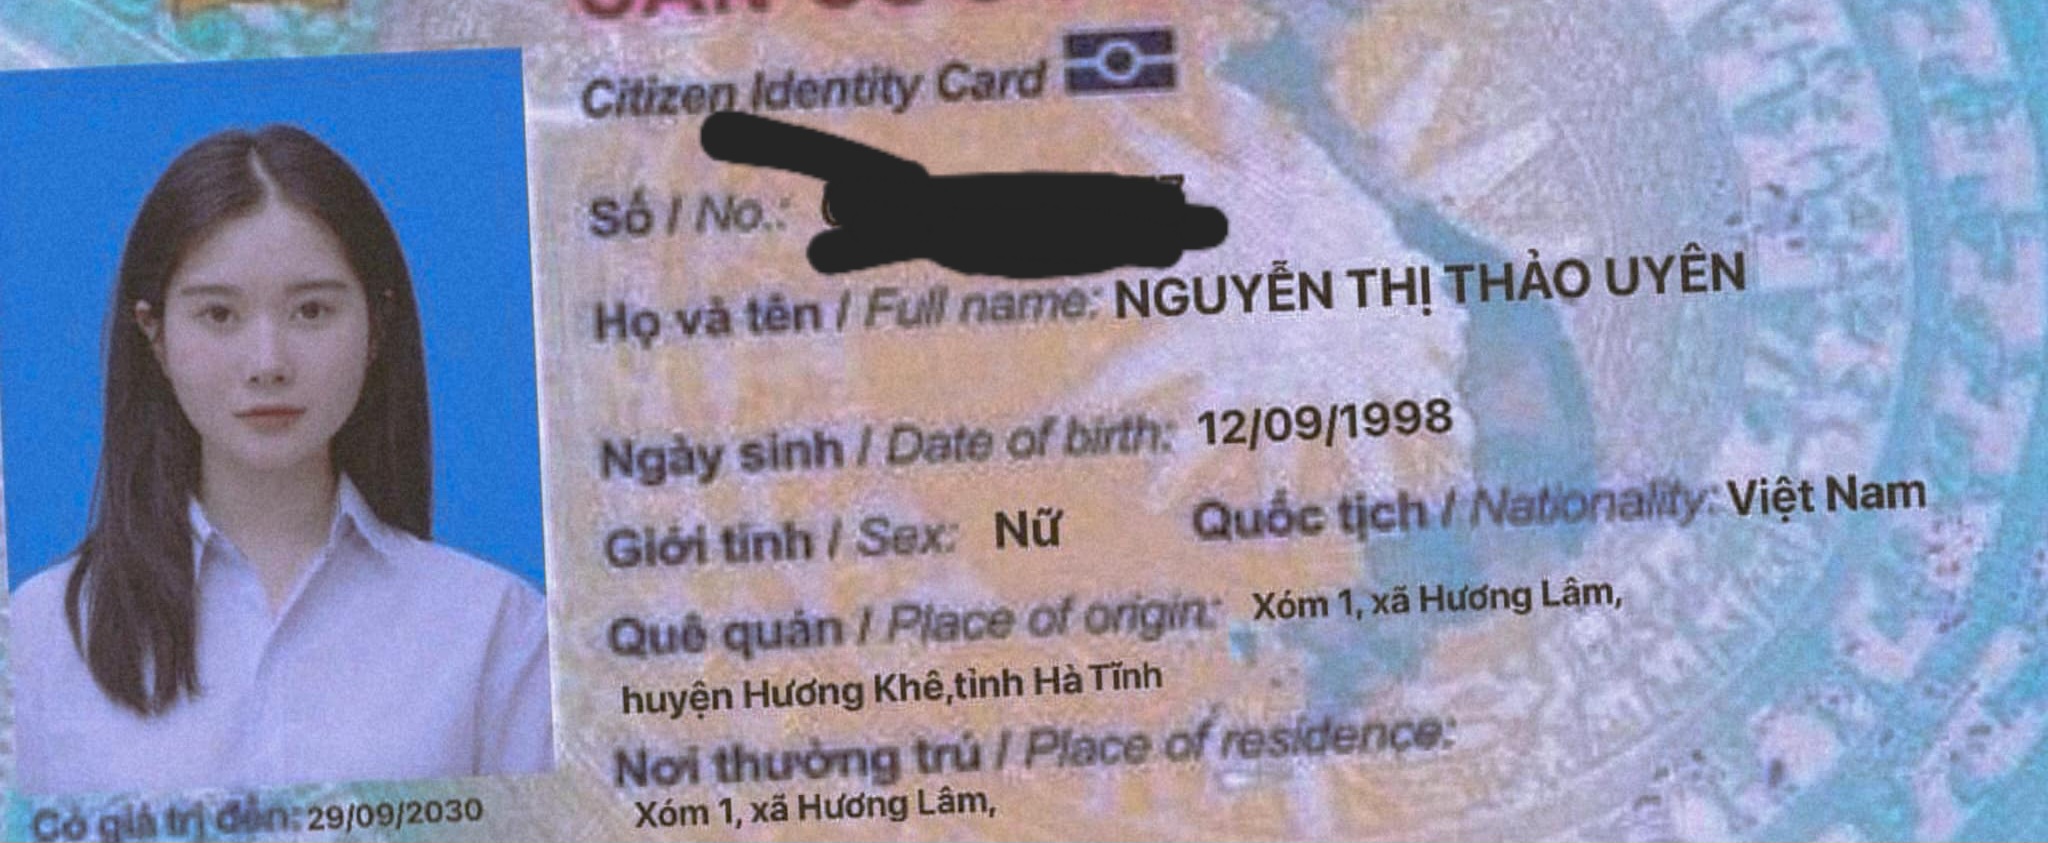 Citizen Identity Card
Số / No.:
Họ và tên / Full name: NGUYỄN THỊ THẢO UYÊN
Ngày sinh / Date of birth: 12/09/1998
Giới tính / Sex: Nữ Quốc tịch / Nationality: Việt Nam
Quê quán / Place of origin: Xóm 1, xã Hương Lâm,
huyện Hương Khê,tỉnh Hà Tĩnh
Nơi thường trú / Place of residence:
Xóm 1, xã Hương Lâm,
Có giá trị đến: 29/09/2030